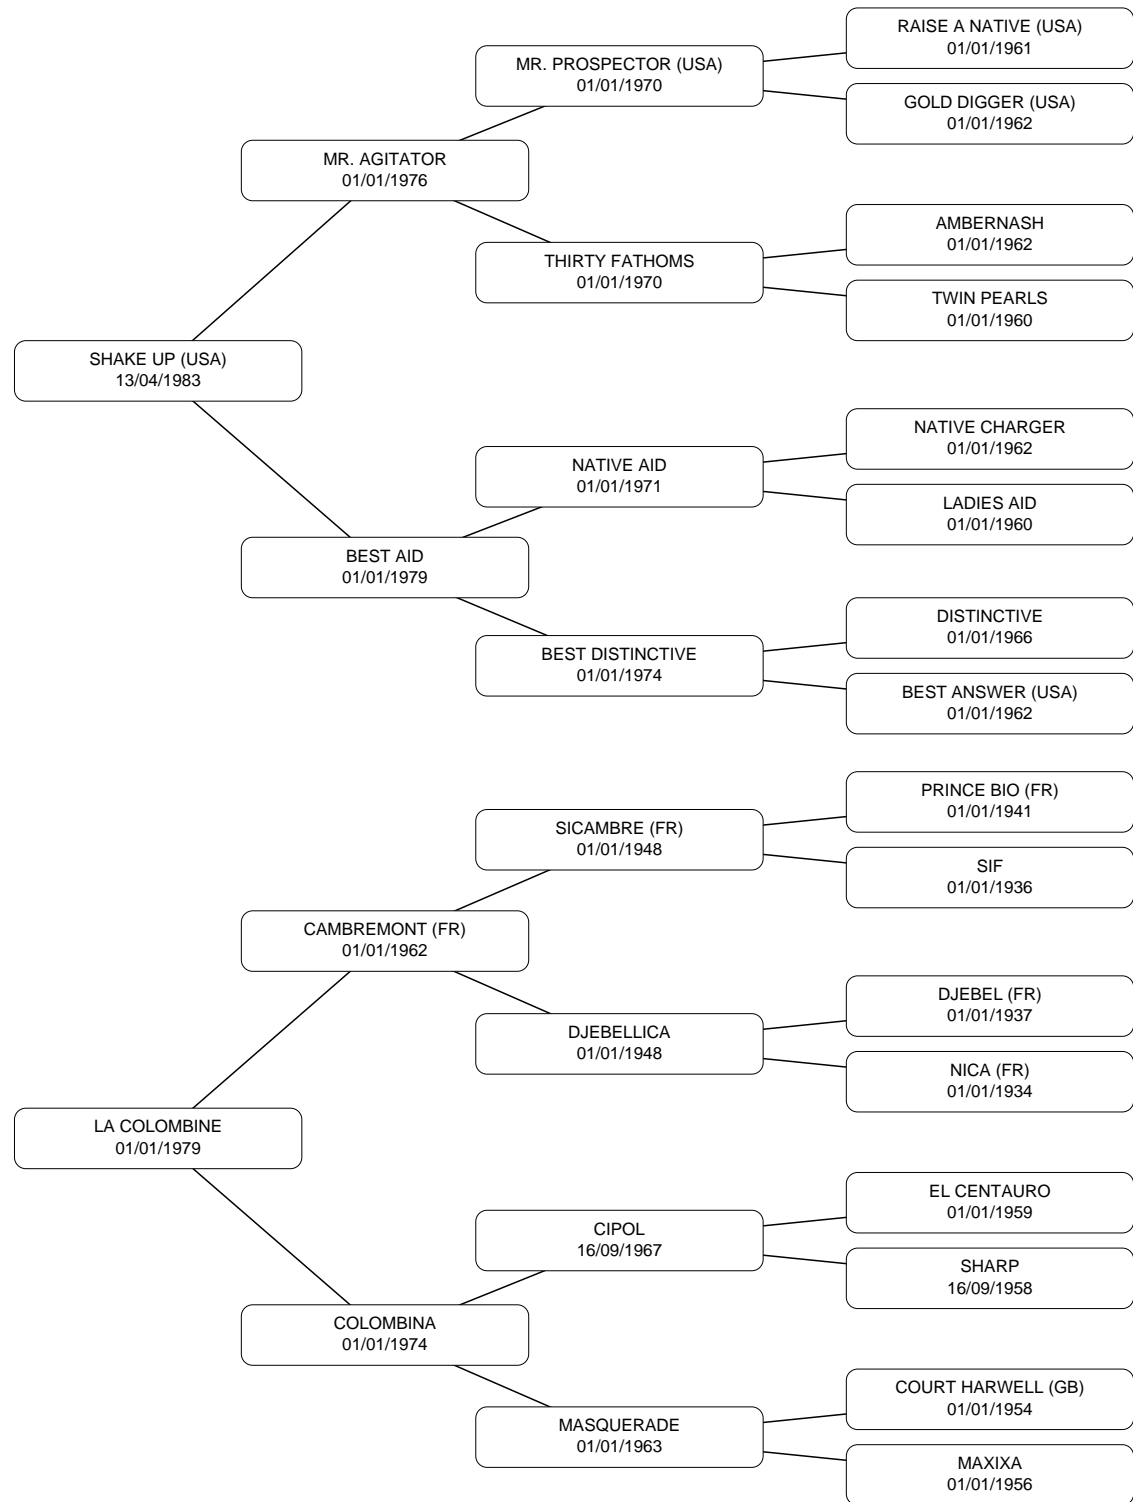 RAISE A NATIVE (USA)
01/01/1961
MR. PROSPECTOR (USA)
01/01/1970
GOLD DIGGER (USA)
01/01/1962
MR. AGITATOR
01/01/1976
AMBERNASH
01/01/1962
THIRTY FATHOMS
01/01/1970
TWIN PEARLS
01/01/1960
SHAKE UP (USA)
13/04/1983
NATIVE CHARGER
01/01/1962
NATIVE AID
01/01/1971
LADIES AID
01/01/1960
BEST AID
01/01/1979
DISTINCTIVE
01/01/1966
BEST DISTINCTIVE
01/01/1974
BEST ANSWER (USA)
01/01/1962
PRINCE BIO (FR)
01/01/1941
SICAMBRE (FR)
01/01/1948
SIF
01/01/1936
CAMBREMONT (FR)
01/01/1962
DJEBEL (FR)
01/01/1937
DJEBELLICA
01/01/1948
NICA (FR)
01/01/1934
LA COLOMBINE
01/01/1979
EL CENTAURO
01/01/1959
CIPOL
16/09/1967
SHARP
16/09/1958
COLOMBINA
01/01/1974
COURT HARWELL (GB)
01/01/1954
MASQUERADE
01/01/1963
MAXIXA
01/01/1956